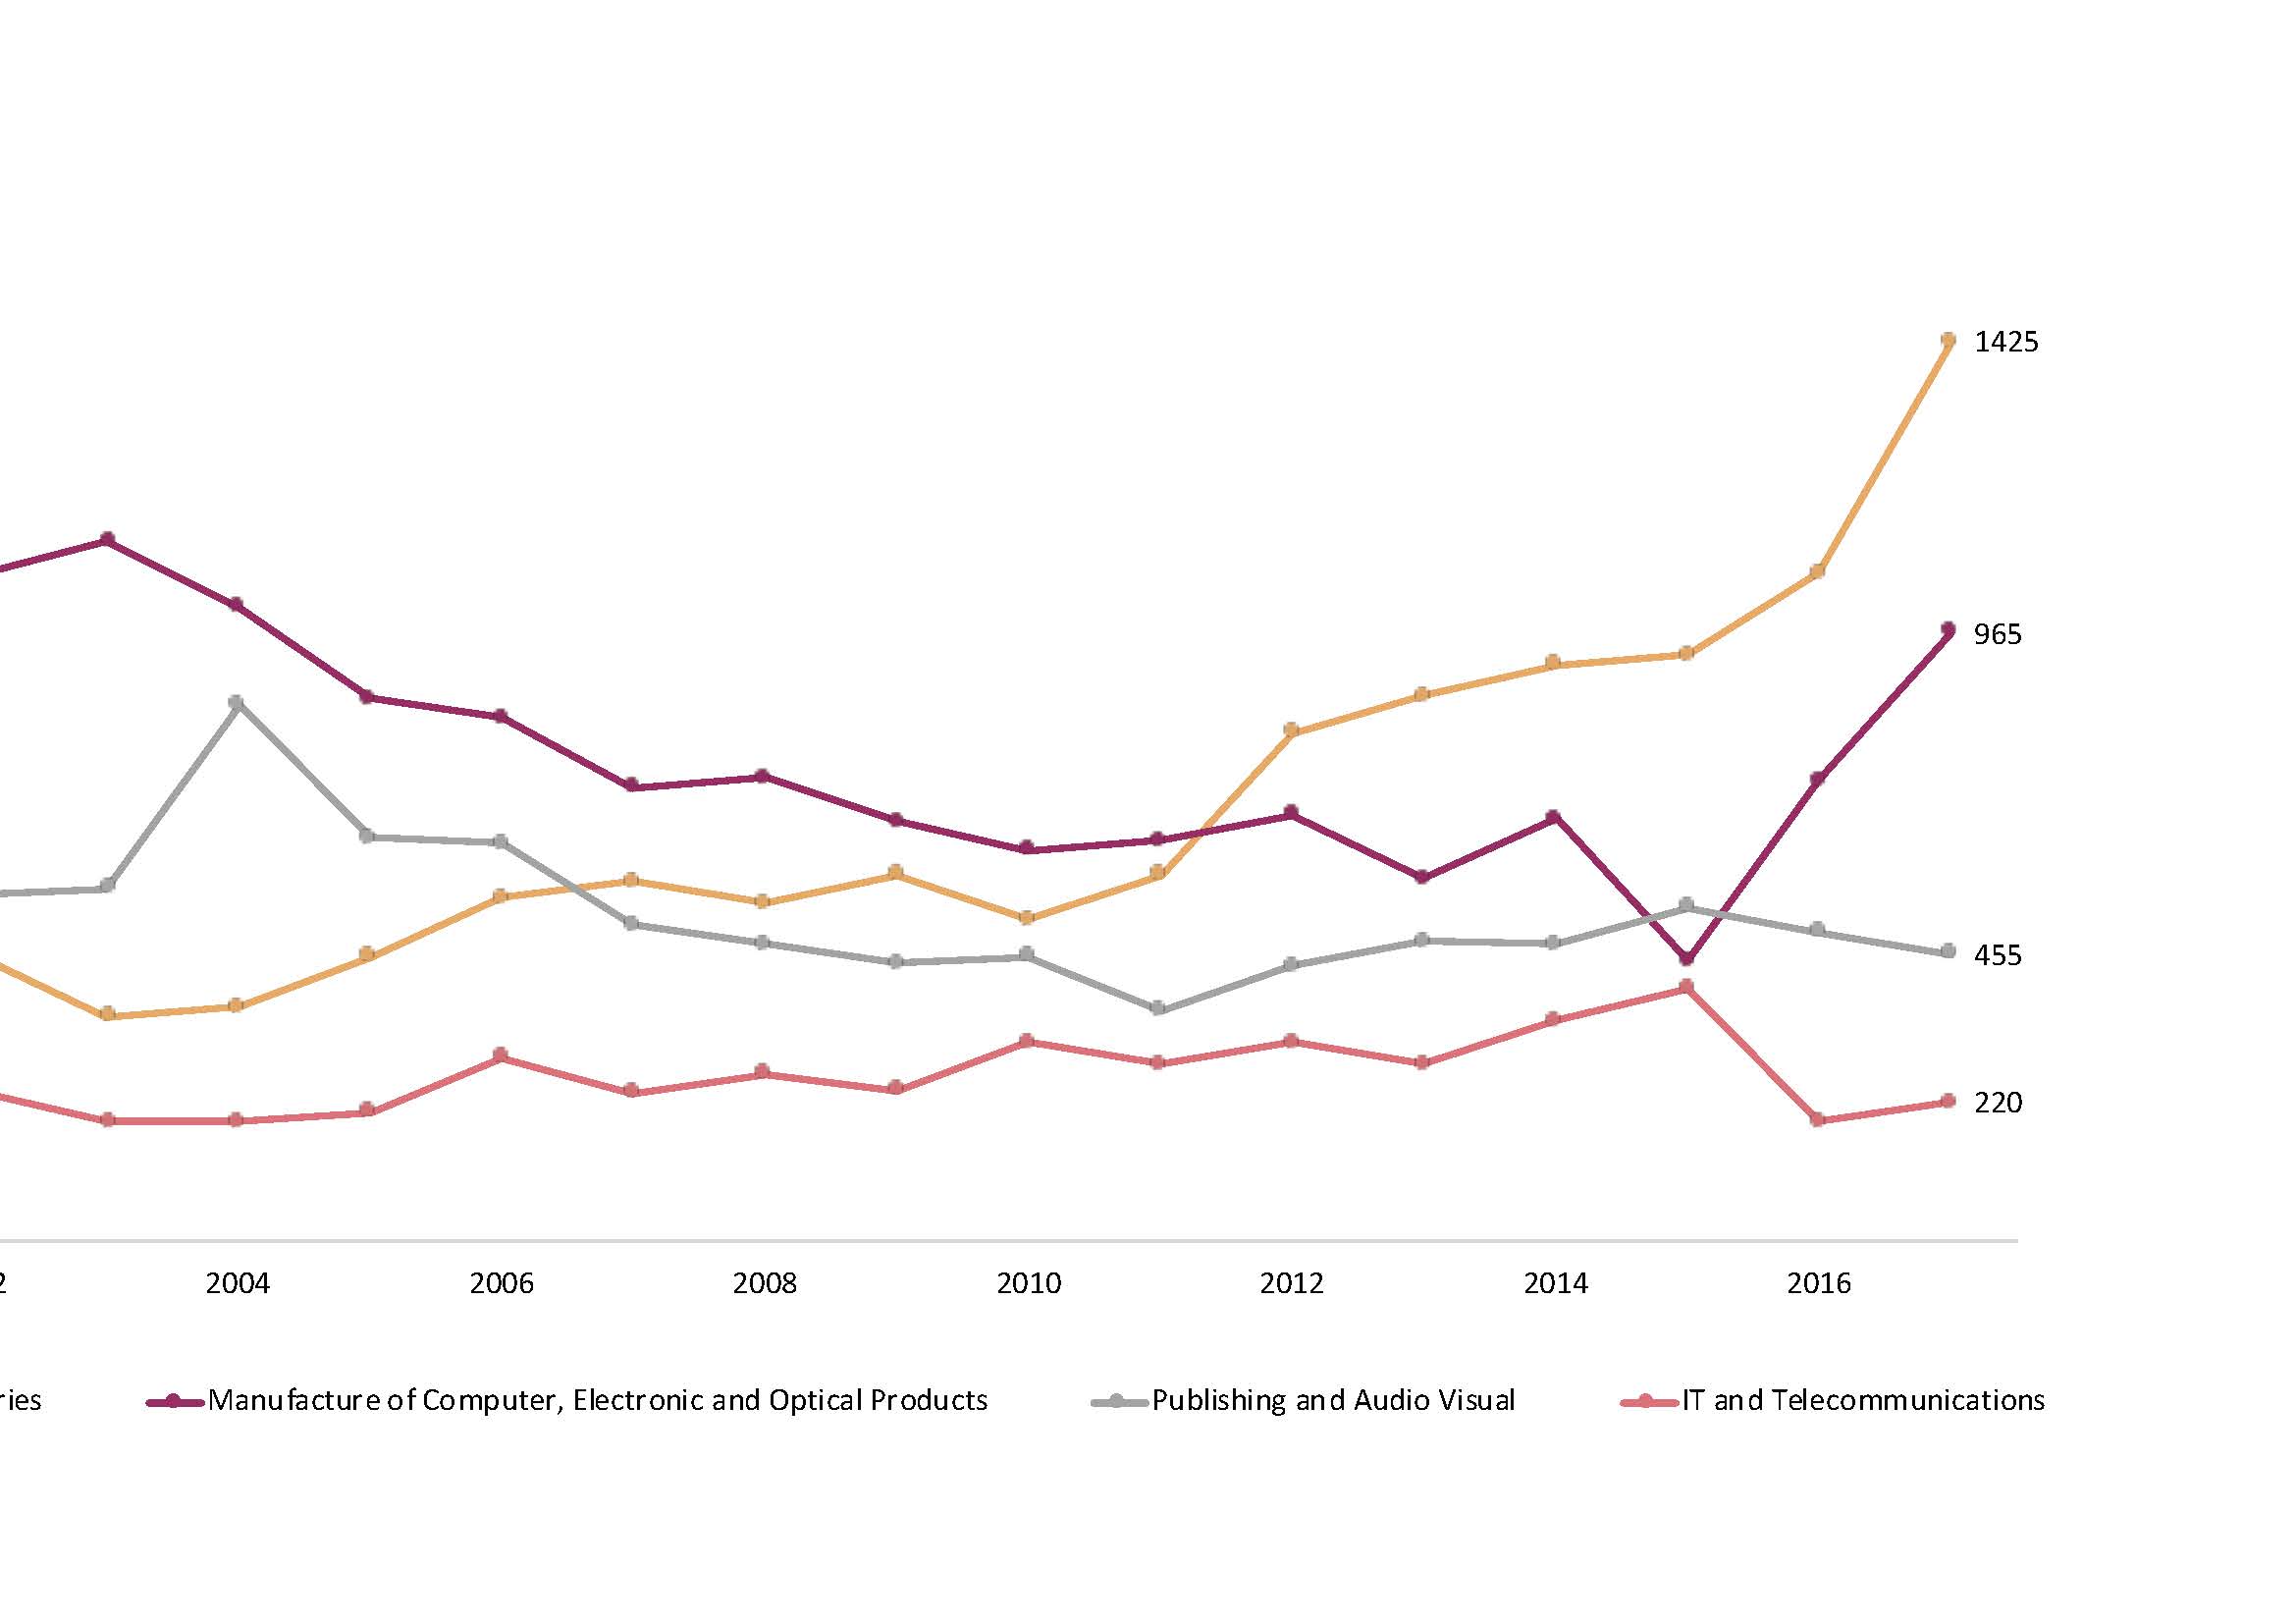 1425
965
455
220
2 2004 2006 2008 2010 2012 2014 2016
ries Manufacture of Computer, Electronic and Optical Products Publishing and Audio Visual IT and Telecommunications